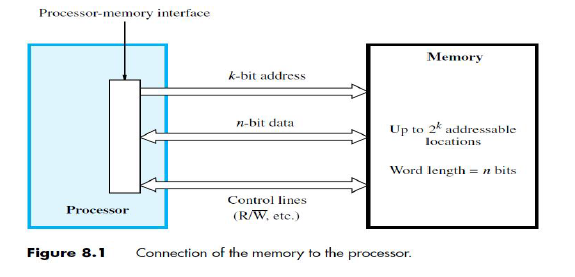 Processor-memory interface
Memory
k-bit address
n-bit data
Up to 2ᵏ addressable
locations
Word length = n bits
Control lines
(R/W̅, etc.)
Processor
Figure 8.1 Connection of the memory to the processor.